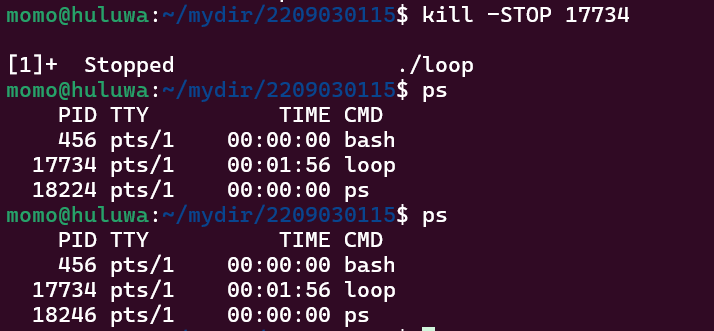 momo@huluwa:~/mydir/2209030115$ kill -STOP 17734
[1]+  Stopped                 ./loop
momo@huluwa:~/mydir/2209030115$ ps
    PID TTY          TIME CMD
    456 pts/1    00:00:00 bash
  17734 pts/1    00:01:56 loop
  18224 pts/1    00:00:00 ps
momo@huluwa:~/mydir/2209030115$ ps
    PID TTY          TIME CMD
    456 pts/1    00:00:00 bash
  17734 pts/1    00:01:56 loop
  18246 pts/1    00:00:00 ps